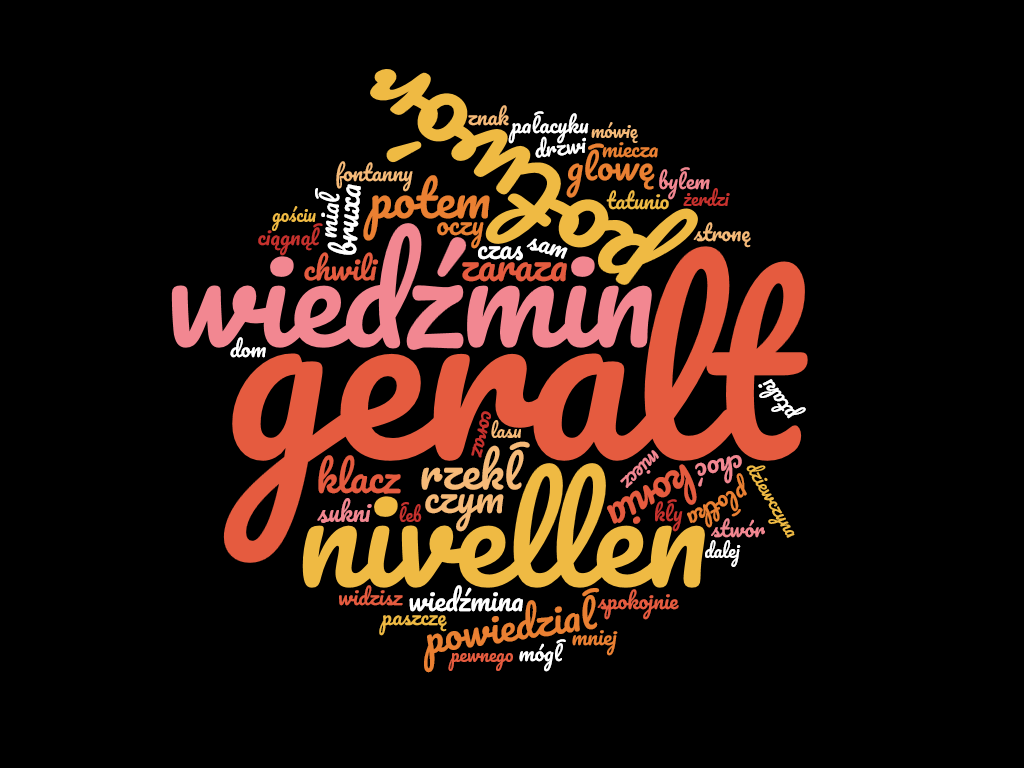 znak
pałacyku
mówię
drzwi
miecza
potwór
głowę
fontanny
byłem
tatunio
żerdzi
miał
bruxa
potem
gościu
oczy
stronę
ciągnął
czas
sam
chwili
zaraza
wiedźmin
dom
geralt
ptaki
coraz
lasu
klacz
rzekł
czym
miecz
choć
konia
płotka
dziewczyna
sukni
łeb
kły
stwór
nivellen
dalej
widzisz
wiedźmina
spokojnie
paszczę
powiedział
mniej
pewnego
mógł